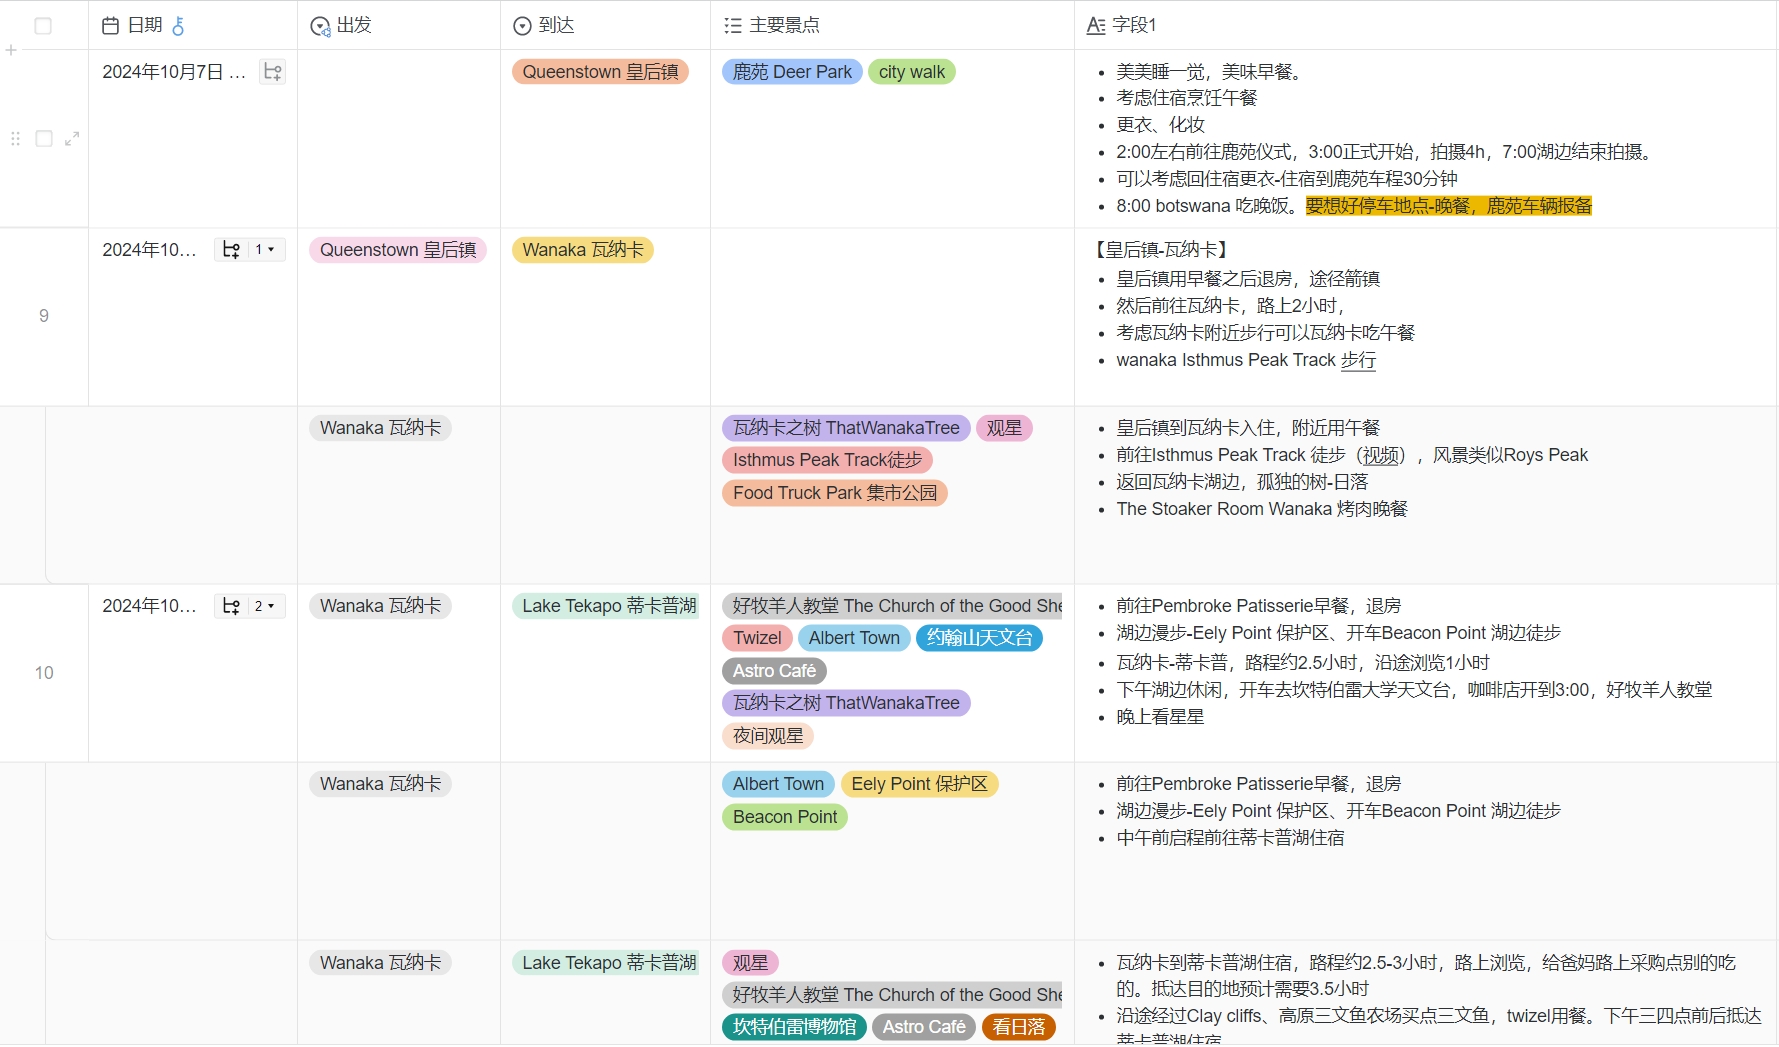 日期 出发 到达 主要景点 字段1
2024年10月7日 ... Queenstown 皇后镇 鹿苑 Deer Park city walk
美美睡一觉，美味早餐。
考虑住宿烹饪午餐
更衣、化妆
2:00左右前往鹿苑仪式，3:00正式开始，拍摄4h，7:00湖边结束拍摄。
可以考虑回住宿更衣-住宿到鹿苑车程30分钟
8:00 botswana 吃晚饭。要想好停车地点-晚餐，鹿苑车辆报备
9
2024年10... 1 Queenstown 皇后镇 Wanaka 瓦纳卡
【皇后镇-瓦纳卡】
皇后镇用早餐之后退房，途径箭镇
然后前往瓦纳卡，路上2小时，
考虑瓦纳卡附近步行可以瓦纳卡吃午餐
wanaka Isthmus Peak Track 步行
Wanaka 瓦纳卡
瓦纳卡之树 ThatWanakaTree 观星
Isthmus Peak Track徒步
Food Truck Park 集市公园
皇后镇到瓦纳卡入住，附近用午餐
前往Isthmus Peak Track 徒步（视频），风景类似Roys Peak
返回瓦纳卡湖边，孤独的树-日落
The Stoaker Room Wanaka 烤肉晚餐
10
2024年10... 2 Wanaka 瓦纳卡 Lake Tekapo 蒂卡普湖
好牧羊人教堂 The Church of the Good She
Twizel Albert Town 约翰山天文台
Astro Café
瓦纳卡之树 ThatWanakaTree
夜间观星
前往Pembroke Patisserie早餐，退房
湖边漫步-Eely Point 保护区、开车Beacon Point 湖边徒步
瓦纳卡-蒂卡普，路程约2.5小时，沿途浏览1小时
下午湖边休闲，开车去坎特伯雷大学天文台，咖啡店开到3:00，好牧羊人教堂
晚上看星星
Wanaka 瓦纳卡
Albert Town Eely Point 保护区
Beacon Point
前往Pembroke Patisserie早餐，退房
湖边漫步-Eely Point 保护区、开车Beacon Point 湖边徒步
中午前启程前往蒂卡普湖住宿
Wanaka 瓦纳卡 Lake Tekapo 蒂卡普湖
观星
好牧羊人教堂 The Church of the Good She
坎特伯雷博物馆 Astro Café 看日落
瓦纳卡到蒂卡普湖住宿，路程约2.5-3小时，路上浏览，给爸妈路上采购点别的吃
的。抵达目的地预计需要3.5小时
沿途经过Clay cliffs、高原三文鱼农场买点三文鱼，twizel用餐。下午三四点前后抵达
蒂卡普湖住宿